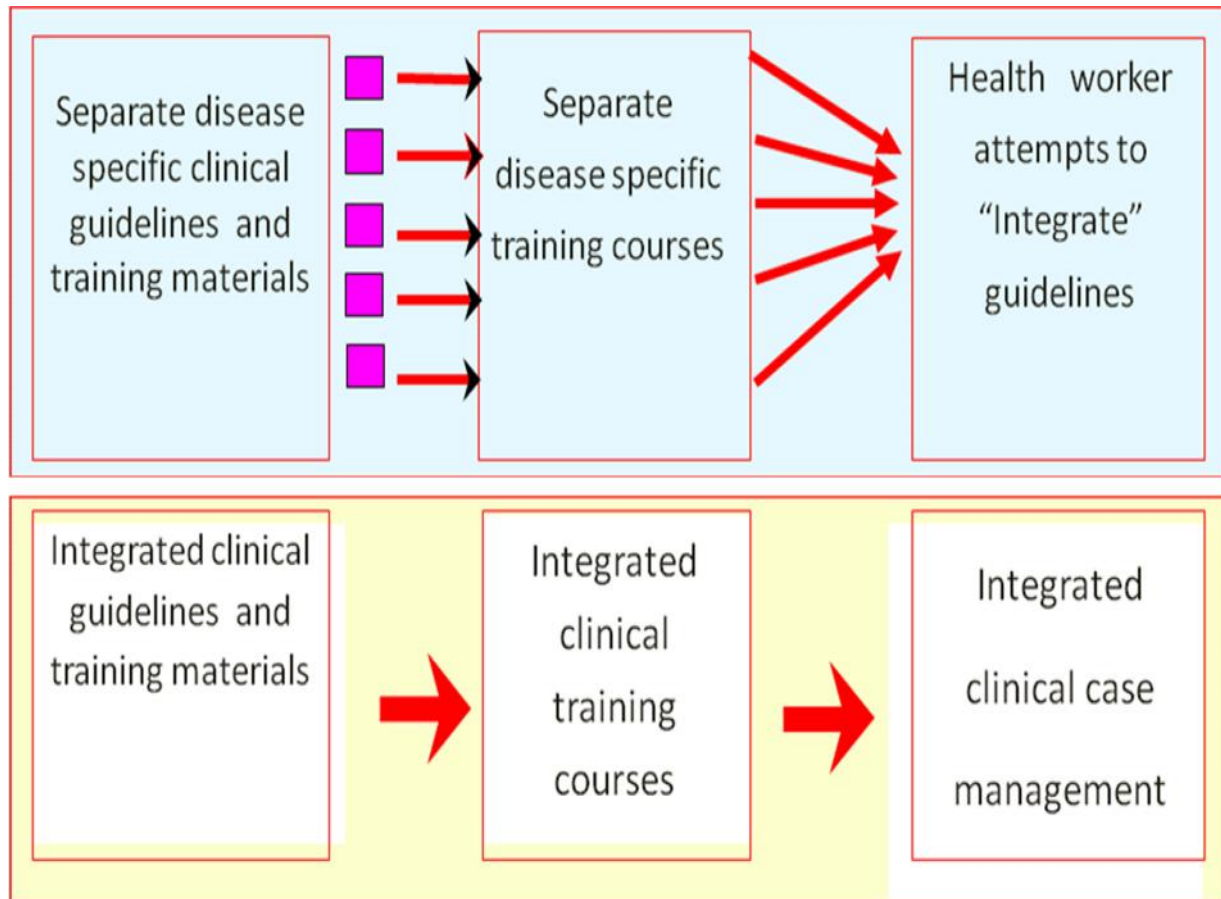 Separate disease
specific clinical
guidelines and
training materials
Separate
disease specific
training courses
Health worker
attempts to
“Integrate”
guidelines
Integrated clinical
guidelines and
training materials
Integrated
clinical
training
courses
Integrated
clinical case
management